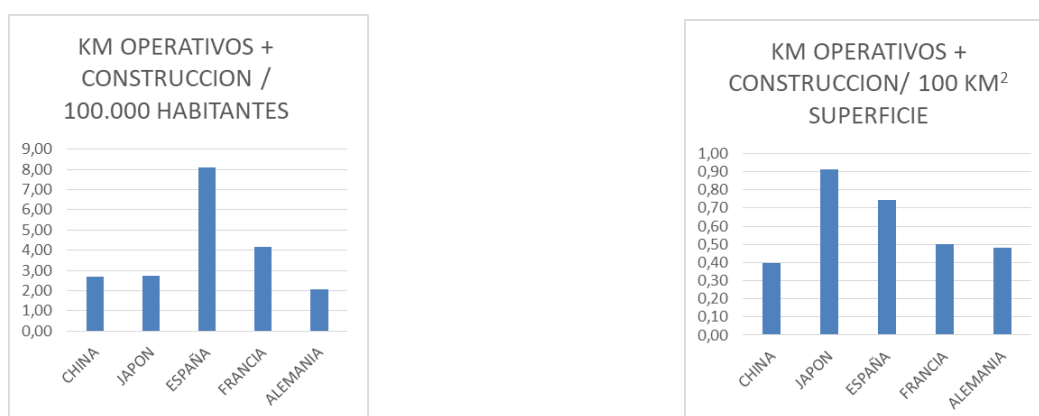 KM OPERATIVOS +
CONSTRUCCION /
100.000 HABITANTES
9,00
8,00
7,00
6,00
5,00
4,00
3,00
2,00
1,00
0,00
CHINA
JAPON
ESPAÑA
FRANCIA
ALEMANIA
KM OPERATIVOS +
CONSTRUCCION/ 100 KM²
SUPERFICIE
1,00
0,90
0,80
0,70
0,60
0,50
0,40
0,30
0,20
0,10
0,00
CHINA
JAPON
ESPAÑA
FRANCIA
ALEMANIA